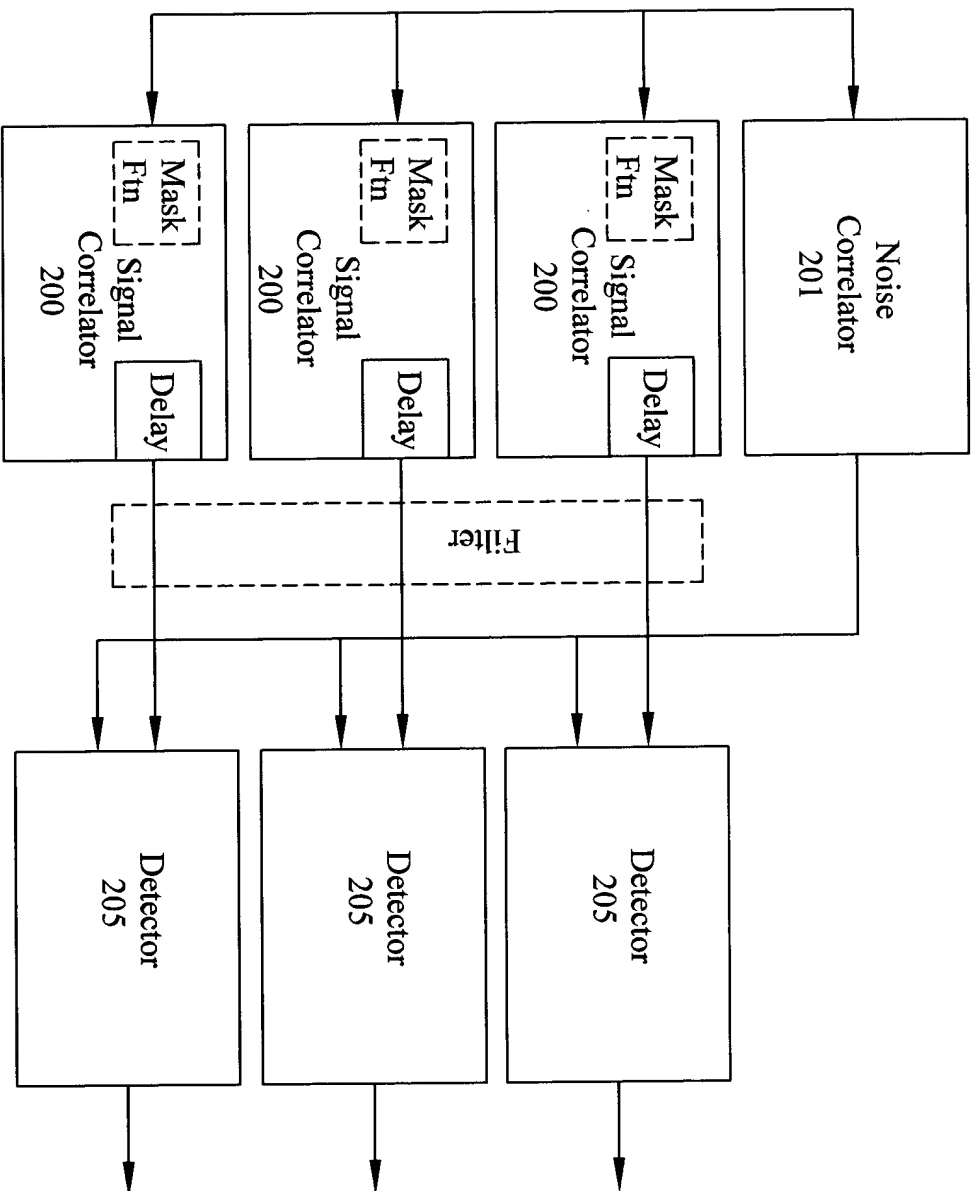 Noise
Correlator
201
Mask
Ftn
Signal
Correlator
200
Delay
Mask
Ftn
Signal
Correlator
200
Delay
Mask
Ftn
Signal
Correlator
200
Delay
Filter
Detector
205
Detector
205
Detector
205